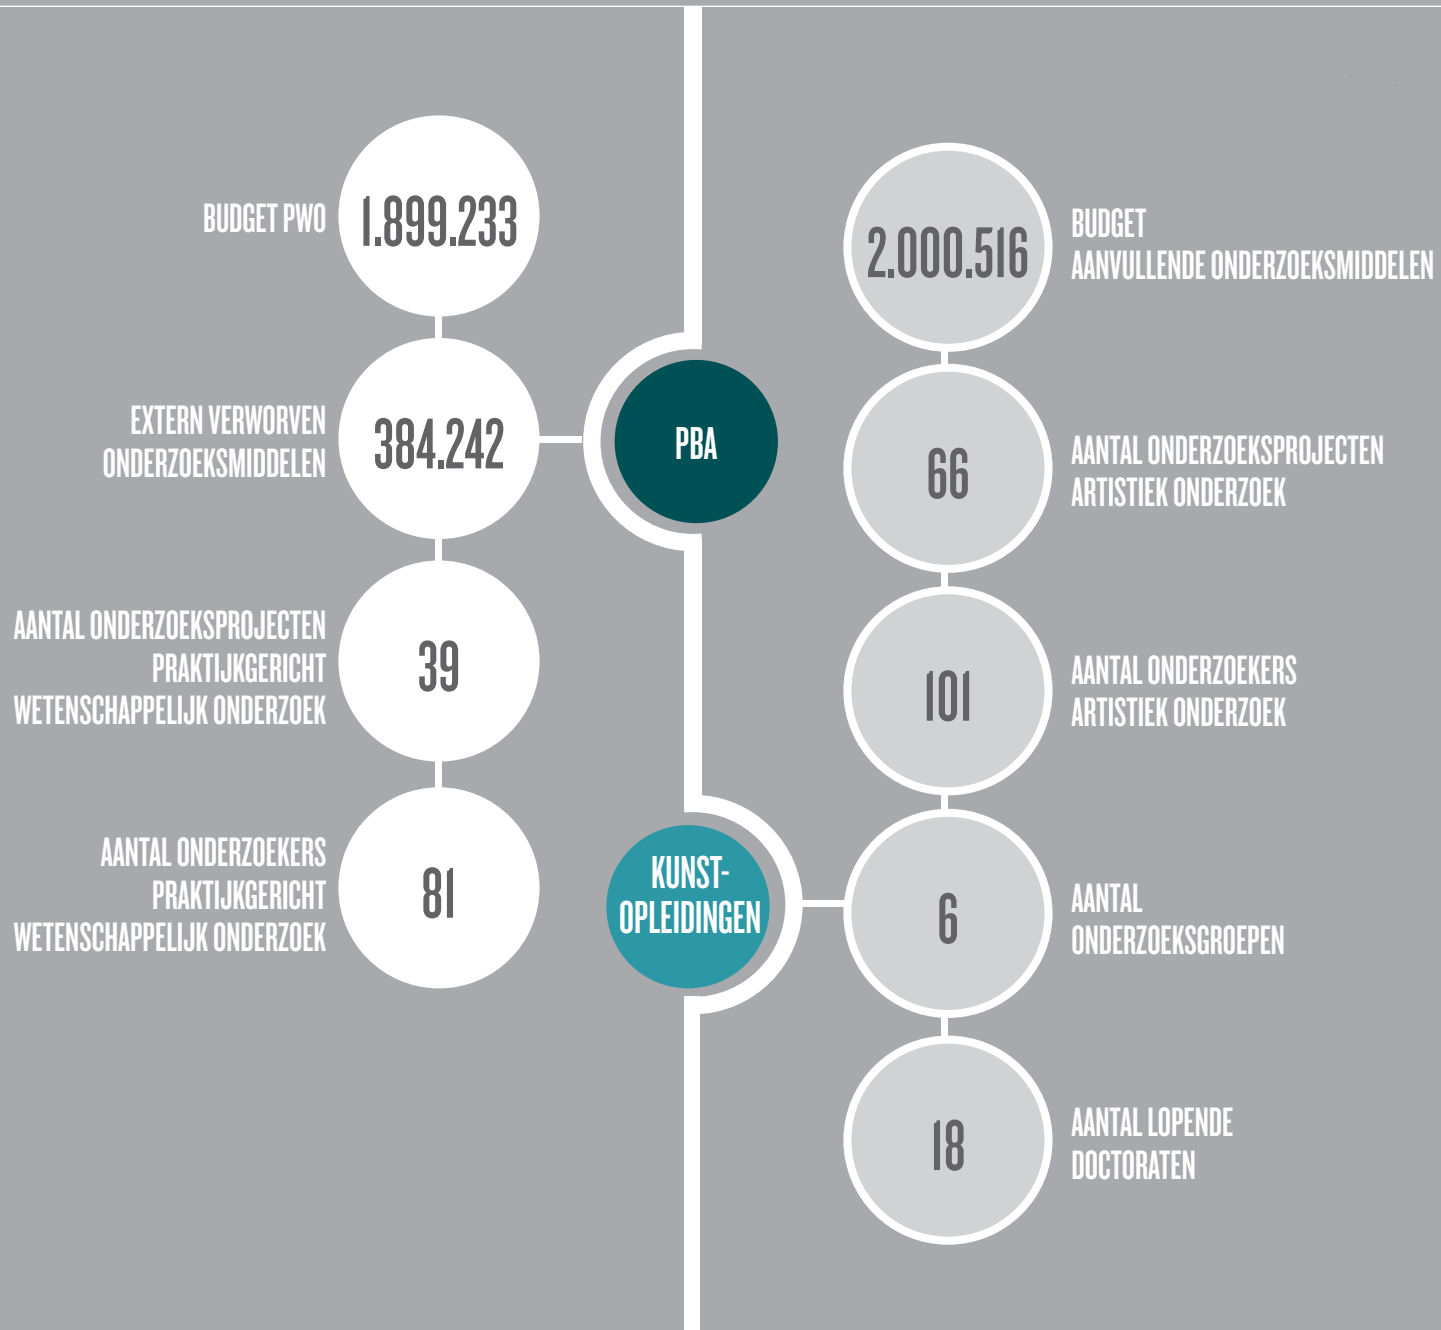 BUDGET PWO
1.899.233
EXTERN VERWORVEN
ONDERZOEKSMIDDELEN
384.242
AANTAL ONDERZOEKSPROJECTEN
PRAKTIJKGERICHT
WETENSCHAPPELIJK ONDERZOEK
39
AANTAL ONDERZOEKERS
PRAKTIJKGERICHT
WETENSCHAPPELIJK ONDERZOEK
81
PBA
KUNST-
OPLEIDINGEN
2.000.516
BUDGET
AANVULLENDE ONDERZOEKSMIDDELEN
66
AANTAL ONDERZOEKSPROJECTEN
ARTISTIEK ONDERZOEK
101
AANTAL ONDERZOEKERS
ARTISTIEK ONDERZOEK
6
AANTAL
ONDERZOEKSGROEPEN
18
AANTAL LOPENDE
DOCTORATEN